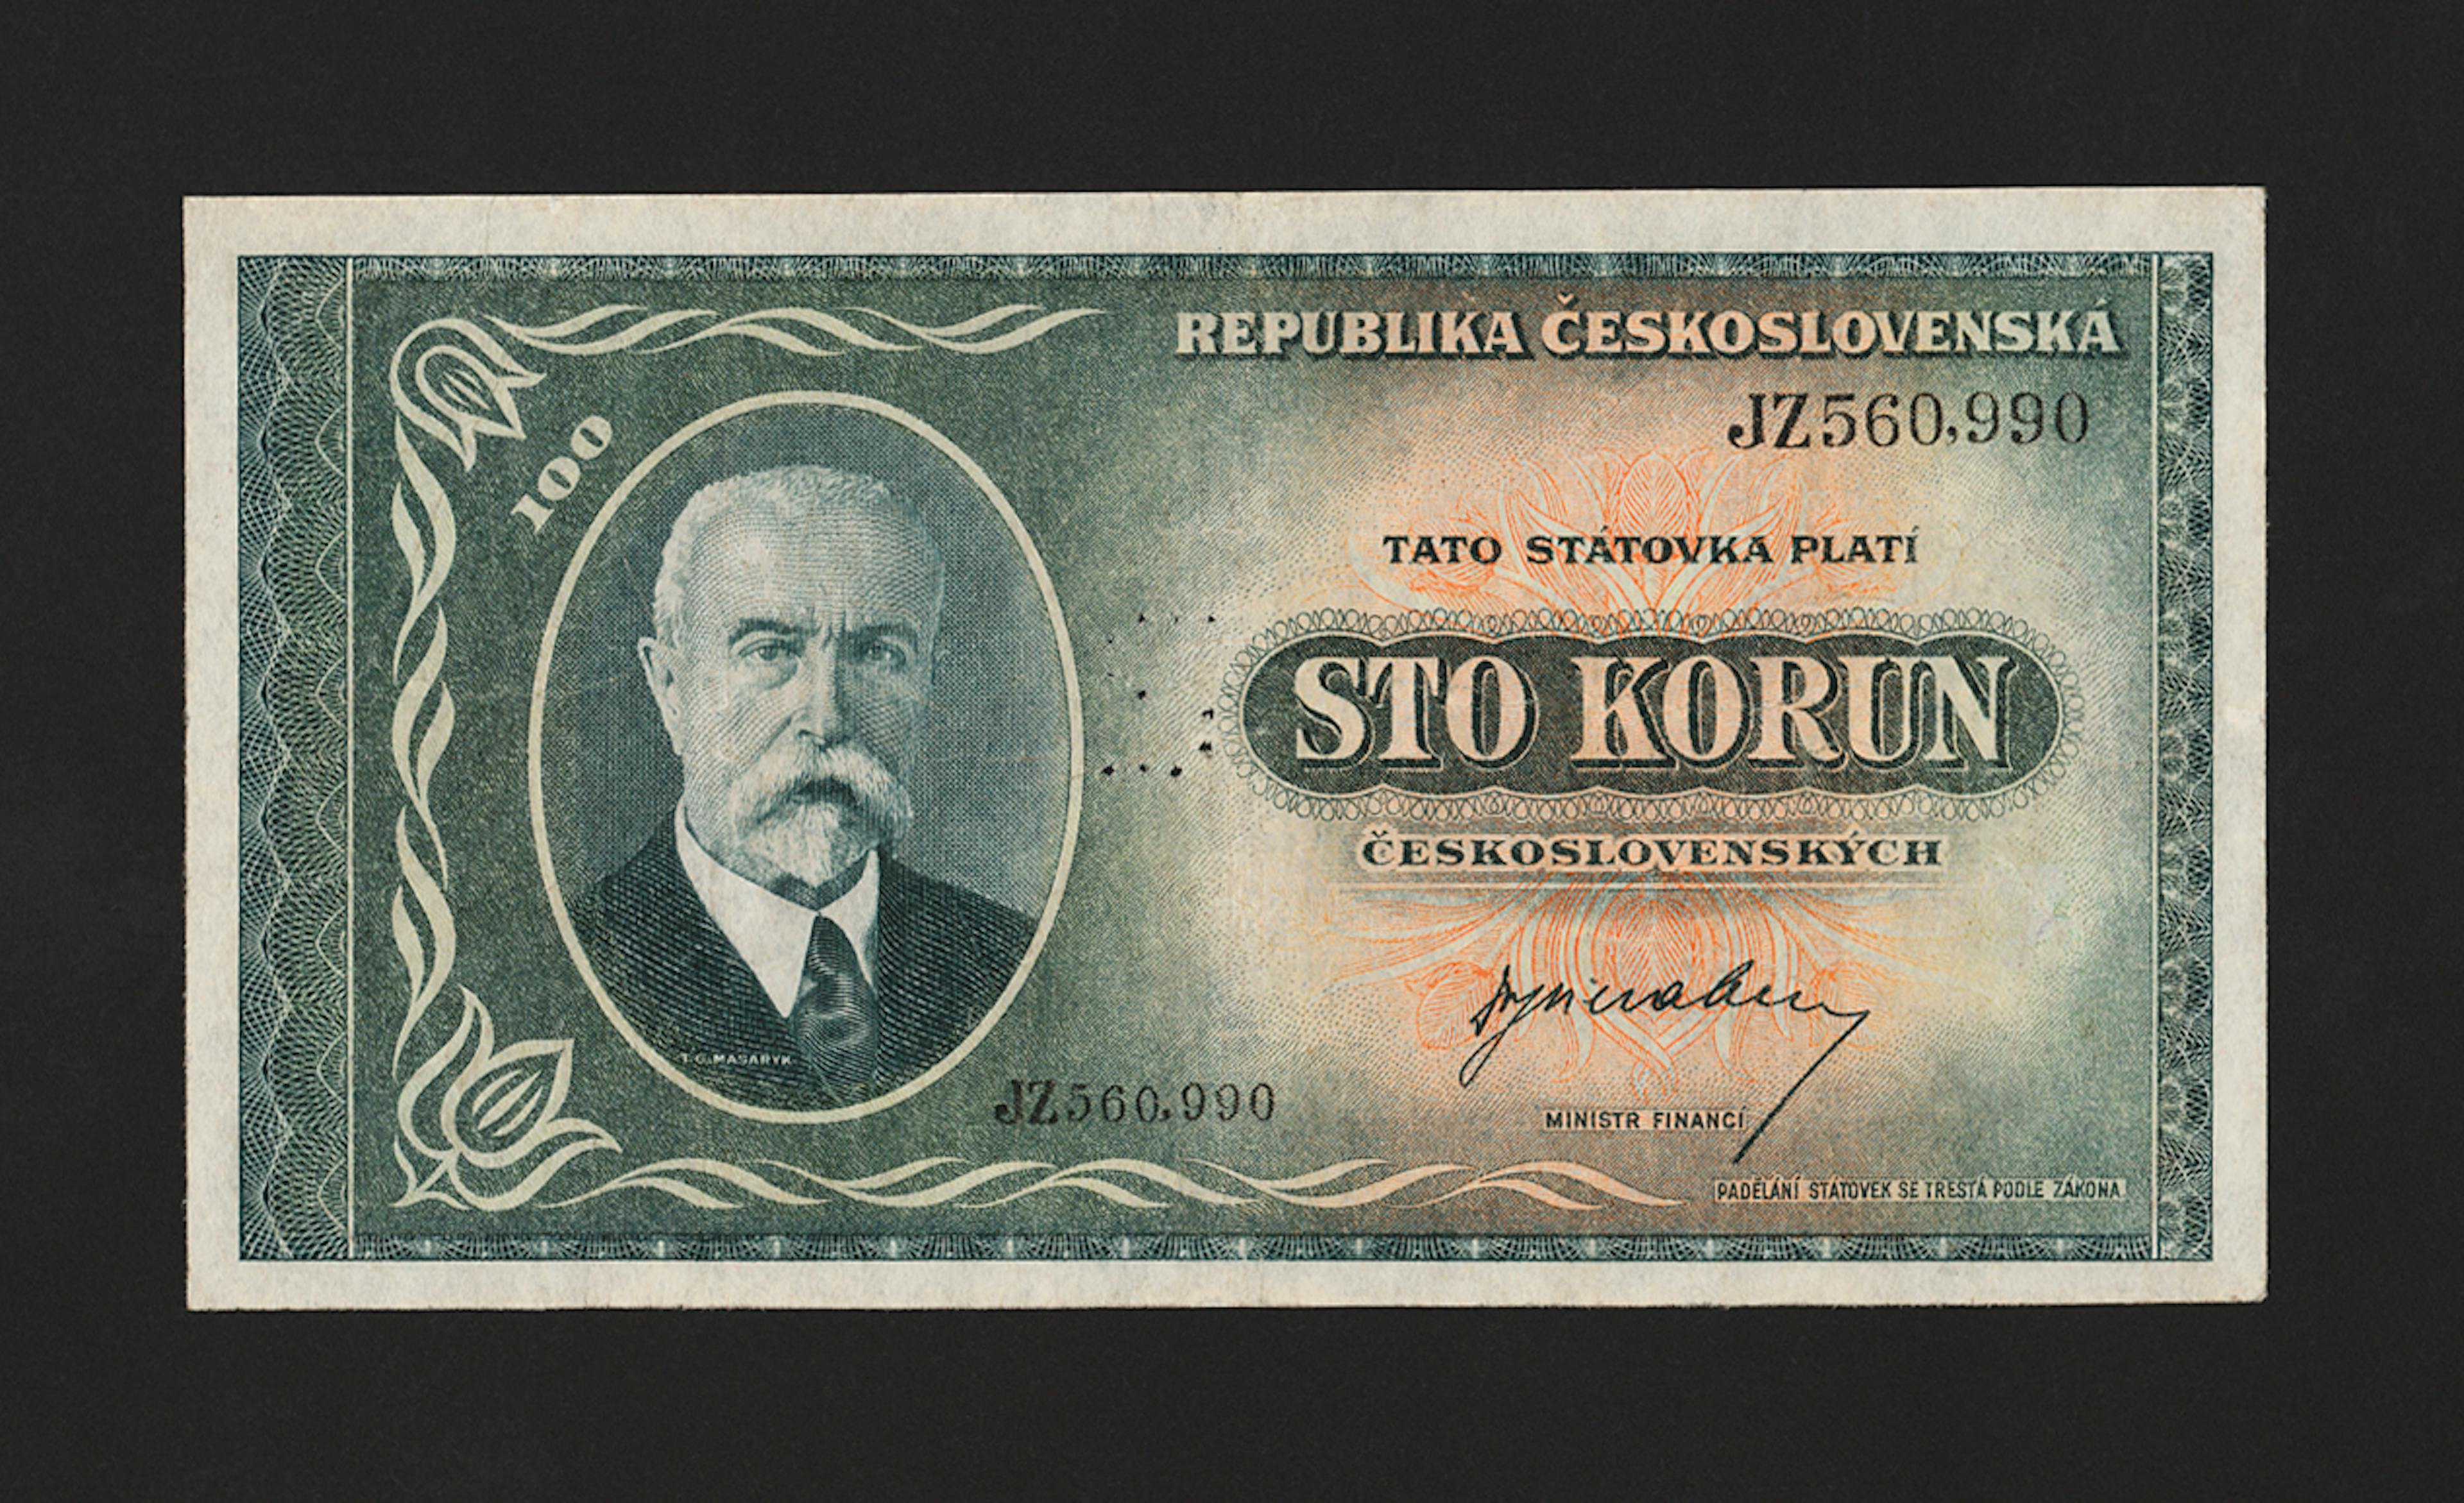 REPUBLIKA ČESKOSLOVENSKÁ
JZ560,990
100
TATO STÁTOVKA PLATÍ
STO KORUN
ČESKOSLOVENSKÝCH
T.G.MASARYK
JZ560,990
MINISTR FINANCÍ
PADĚLÁNÍ STÁTOVEK SE TRESTÁ PODLE ZÁKONA